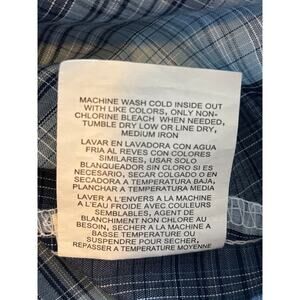 MACHINE WASH COLD INSIDE OUT
WITH LIKE COLORS, ONLY NON-
CHLORINE BLEACH WHEN NEEDED,
TUMBLE DRY LOW OR LINE DRY,
MEDIUM IRON
LAVAR EN LAVADORA CON AGUA
FRIA AL REVES CON COLORES
SIMILARES, USAR SOLO
BLANQUEADOR SIN CLORO SI ES
NECESARIO, SECAR COLGADO O EN
SECADORA A TEMPERATURA BAJA,
PLANCHAR A TEMPERATURA MEDIA
LAVER A L'ENVERS A LA MACHINE
A L'EAU FROIDE AVEC COULEURS
SEMBLABLES, AGENT DE
BLANCHIMENT NON CHLORE AU
BESOIN, SECHER A LA MACHINE A
BASSE TEMPERATURE OU
SUSPENDRE POUR SECHER,
REPASSER A TEMPERATURE MOYENNE